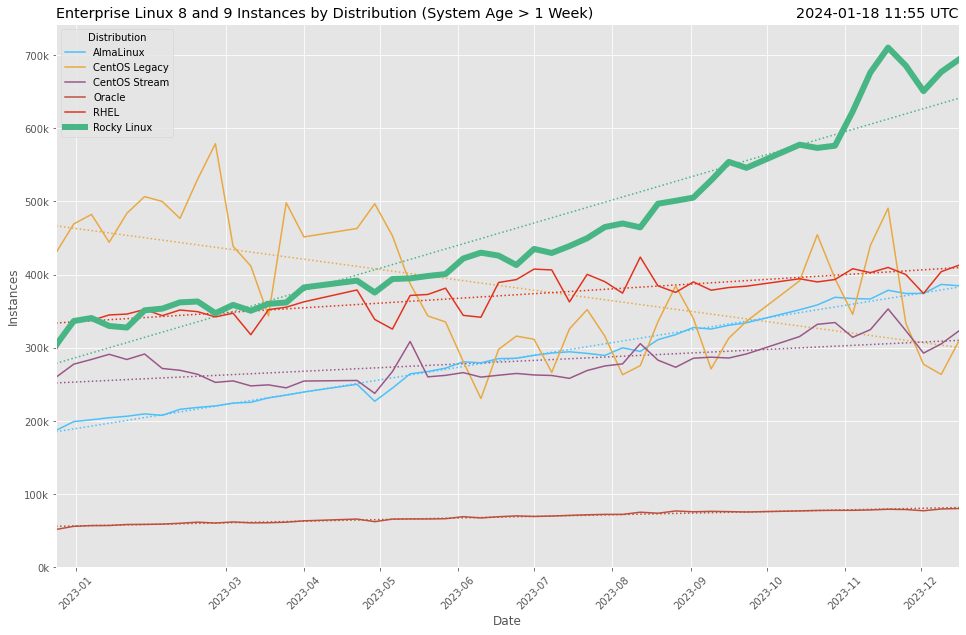 Enterprise Linux 8 and 9 Instances by Distribution (System Age > 1 Week)
2024-01-18 11:55 UTC
Distribution
AlmaLinux
CentOS Legacy
CentOS Stream
Oracle
RHEL
Rocky Linux
700k
600k
500k
400k
300k
200k
100k
0k
Instances
2023-01
2023-03
2023-04
2023-05
2023-06
2023-07
2023-08
2023-09
2023-10
2023-11
2023-12
Date